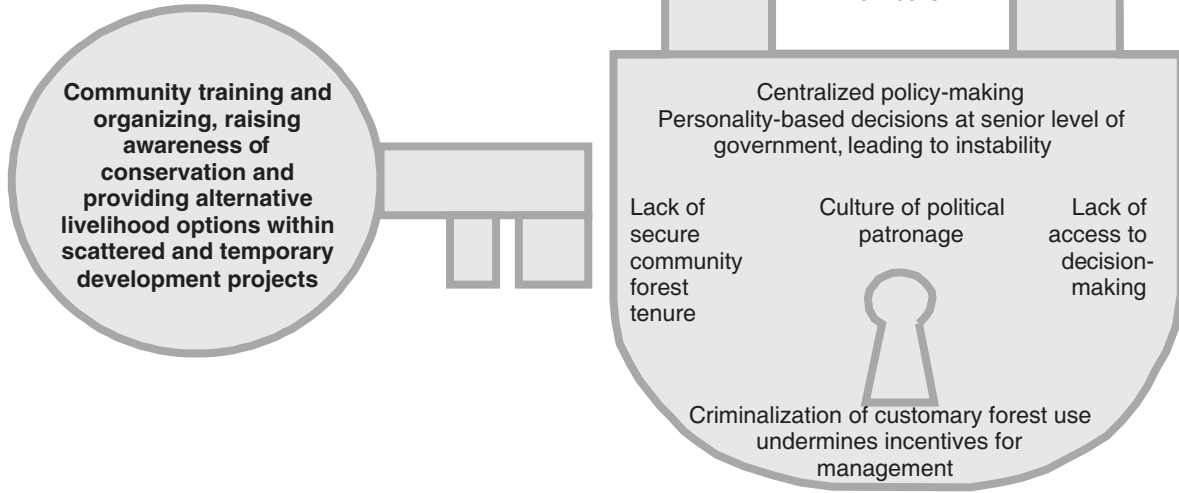 Community training and
organizing, raising
awareness of
conservation and
providing alternative
livelihood options within
scattered and temporary
development projects
Centralized policy-making
Personality-based decisions at senior level of
government, leading to instability
Lack of
secure
community
forest
tenure
Culture of political
patronage
Lack of
access to
decision-
making
Criminalization of customary forest use
undermines incentives for
management